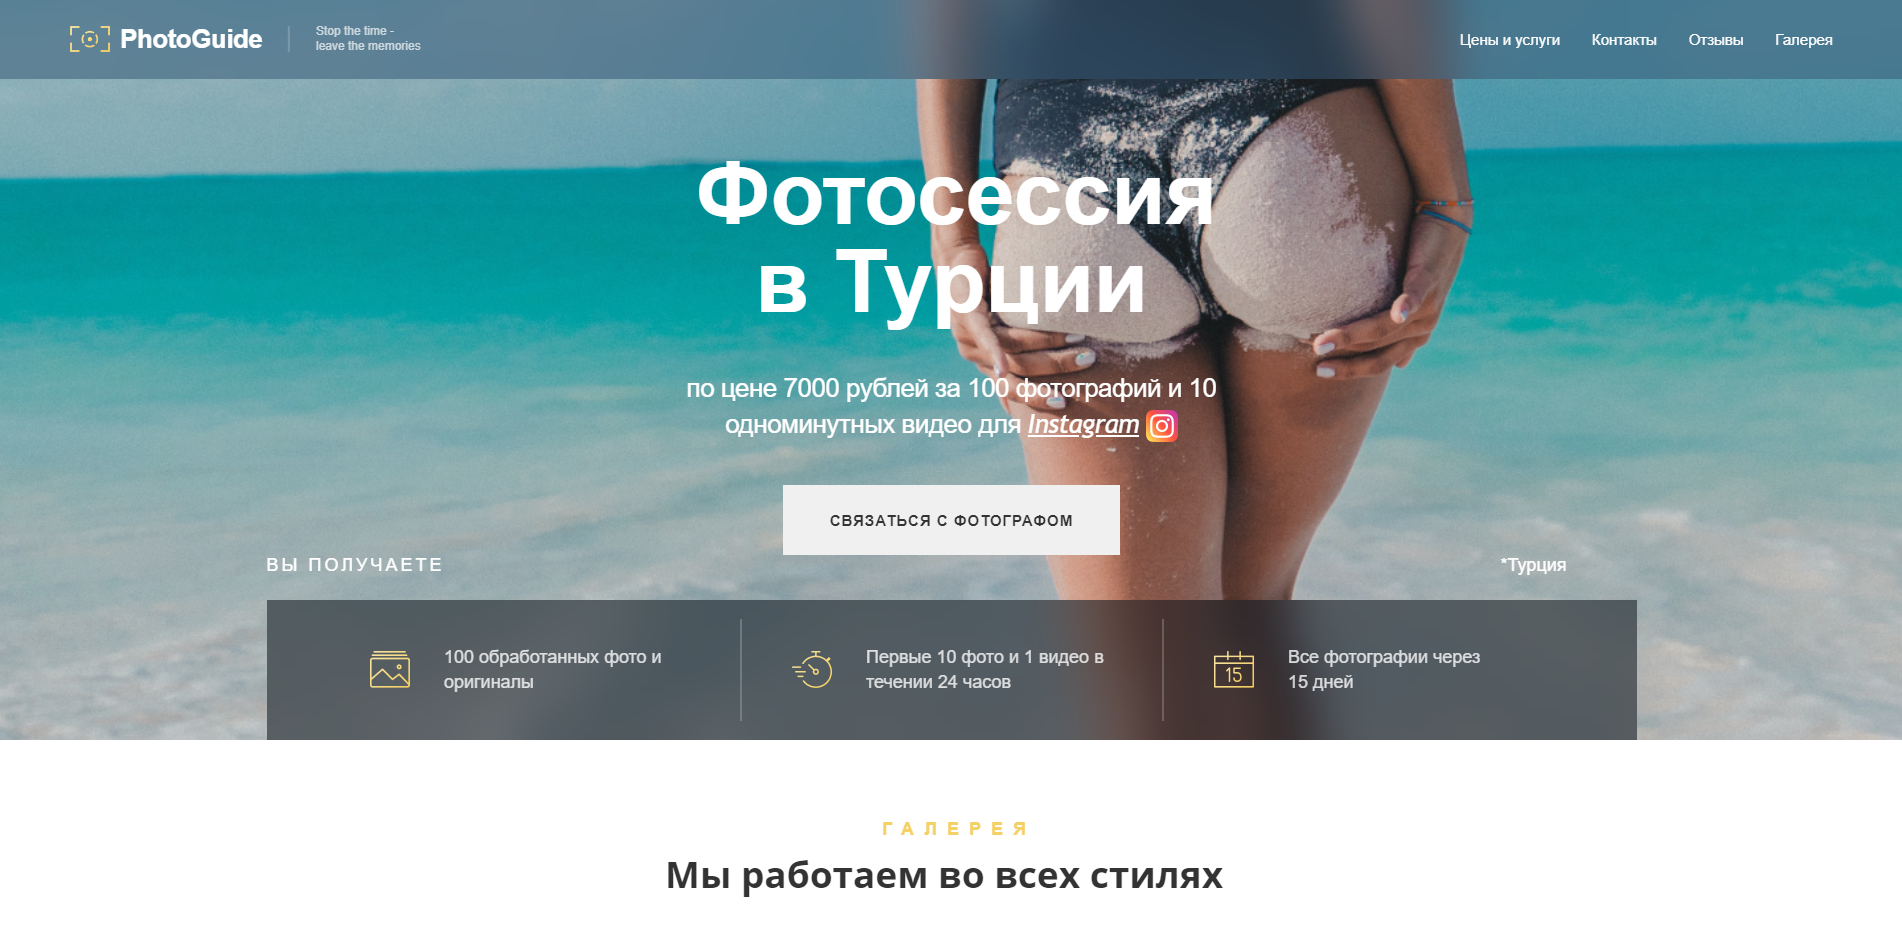 PhotoGuide
Stop the time -
leave the memories
Цены и услуги
Контакты
Отзывы
Галерея
Фотосессия
в Турции
по цене 7000 рублей за 100 фотографий и 10
одноминутных видео для Instagram
СВЯЗАТЬСЯ С ФОТОГРАФОМ
ВЫ ПОЛУЧАЕТЕ
*Турция
100 обработанных фото и
оригиналы
Первые 10 фото и 1 видео в
течении 24 часов
15
Все фотографии через
15 дней
ГАЛЕРЕЯ
Мы работаем во всех стилях